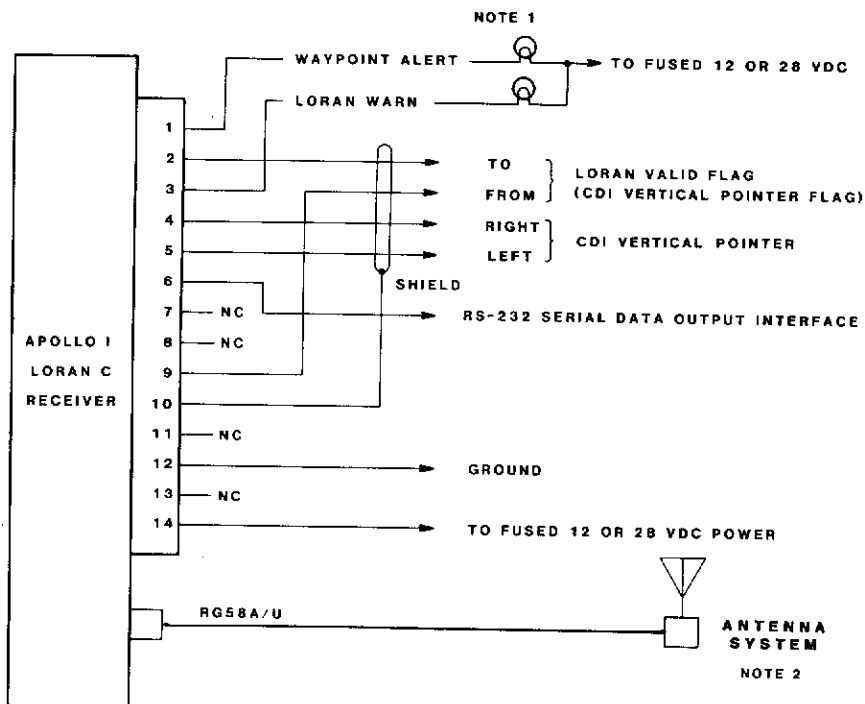 NOTE 1
WAYPOINT ALERT
TO FUSED 12 OR 28 VDC
LORAN WARN
1
2
3
4
5
6
7
8
9
10
11
12
13
14
TO
FROM
LORAN VALID FLAG
(CDI VERTICAL POINTER FLAG)
RIGHT
LEFT
CDI VERTICAL POINTER
SHIELD
NC
RS-232 SERIAL DATA OUTPUT INTERFACE
NC
APOLLO I
LORAN C
RECEIVER
NC
GROUND
NC
TO FUSED 12 OR 28 VDC POWER
RG58A/U
ANTENNA
SYSTEM
NOTE 2